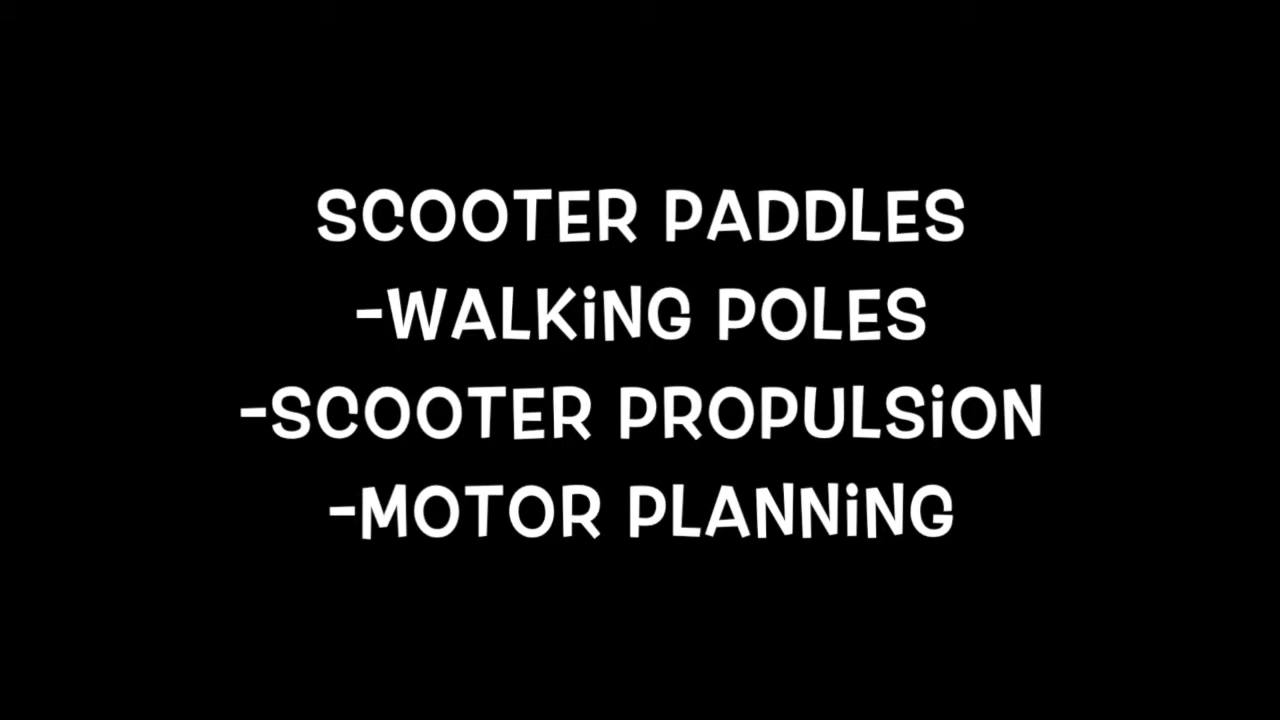 SCOOTER PADDLES
-WALKiNG POLES
-SCOOTER PROPULSiON
-MOTOR PLANNiNG